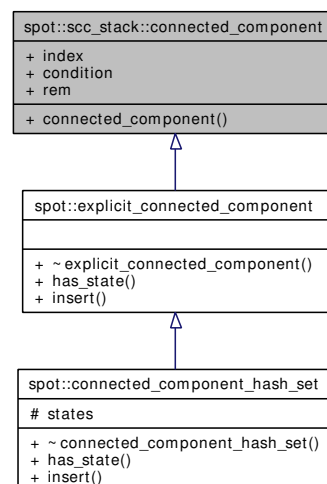 spot::scc_stack::connected_component
+ index
+ condition
+ rem
+ connected_component()
spot::explicit_connected_component
+ ~explicit_connected_component()
+ has_state()
+ insert()
spot::connected_component_hash_set
# states
+ ~connected_component_hash_set()
+ has_state()
+ insert()